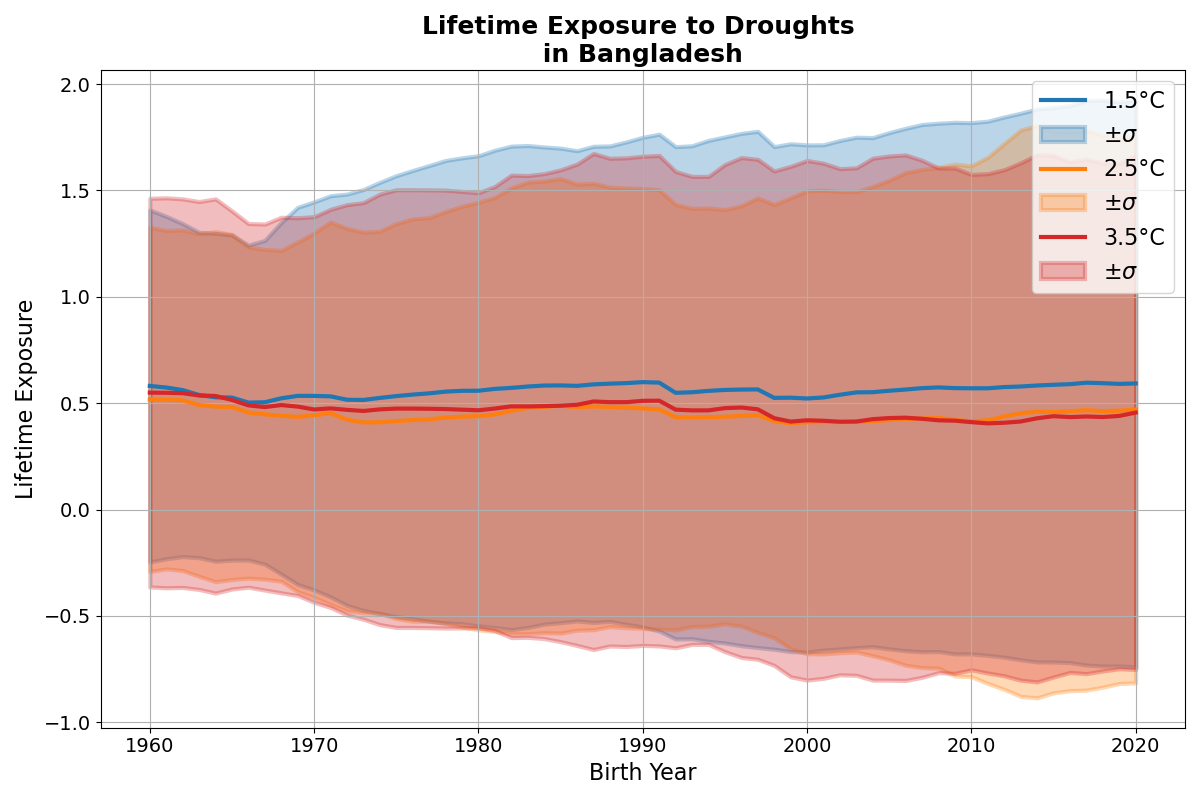 Lifetime Exposure to Droughts
in Bangladesh
Lifetime Exposure
2.0
1.5
1.0
0.5
0.0
−0.5
−1.0
1960
1970
1980
1990
2000
2010
2020
Birth Year
1.5°C
±σ
2.5°C
±σ
3.5°C
±σ